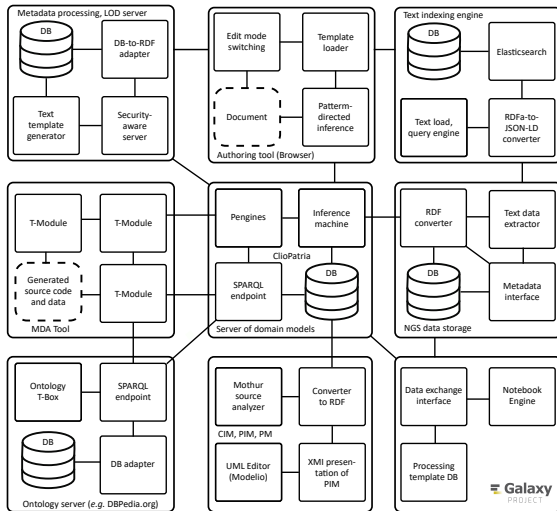 Metadata processing, LOD server
DB
DB-to-RDF
adapter
Text
template
generator
Security-
aware
server
Edit mode
switching
Template
loader
Document
Pattern-
directed
inference
Authoring tool (Browser)
Text indexing engine
DB
Elasticsearch
Text load,
query engine
RDFa-to-
JSON-LD
converter
T-Module
T-Module
Generated
source code
and data
T-Module
MDA Tool
Pengines
Inference
machine
ClioPatria
SPARQL
endpoint
DB
Server of domain models
RDF
converter
Text data
extractor
DB
Metadata
interface
NGS data storage
Ontology
T-Box
SPARQL
endpoint
DB
DB adapter
Ontology server (e.g. DBPedia.org)
Mothur
source
analyzer
Converter
to RDF
CIM, PIM, PM
UML Editor
(Modelio)
XMI presen-
tation of
PIM
Data exchange
interface
Notebook
Engine
Processing
template DB
Galaxy
PROJECT